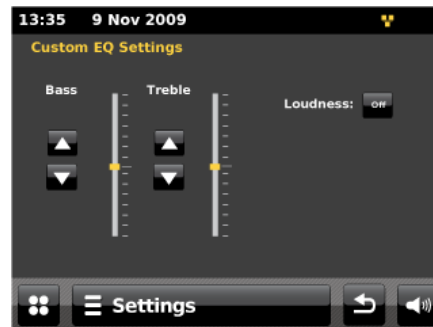 13:35 9 Nov 2009
Custom EQ Settings
Bass Treble
Loudness: Off
Settings